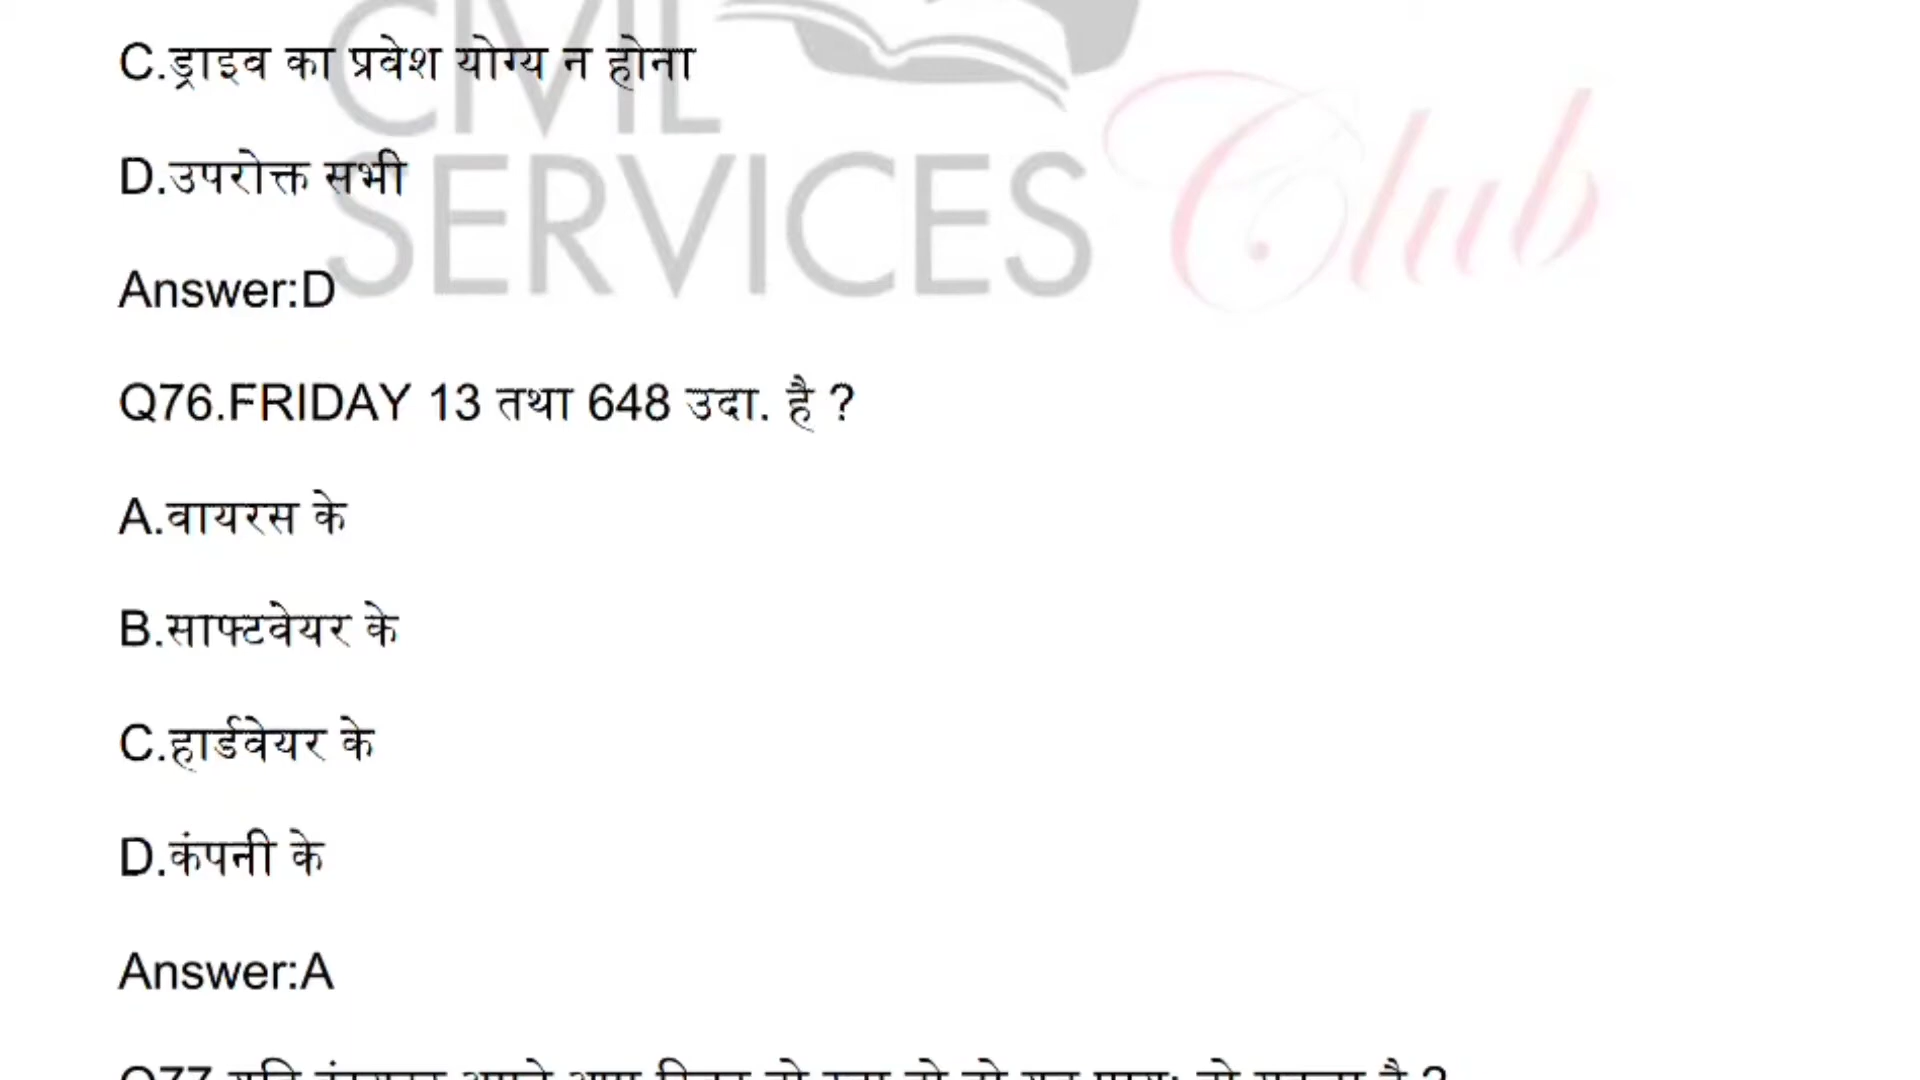 CIVIL
C.ड्राइव का प्रवेश योग्य न होना
D.उपरोक्त सभी
SERVICES Club
Answer:D
Q76.FRIDAY 13 तथा 648 उदा. है ?
A.वायरस के
B.साफ्टवेयर के
C.हार्डवेयर के
D.कंपनी के
Answer:A